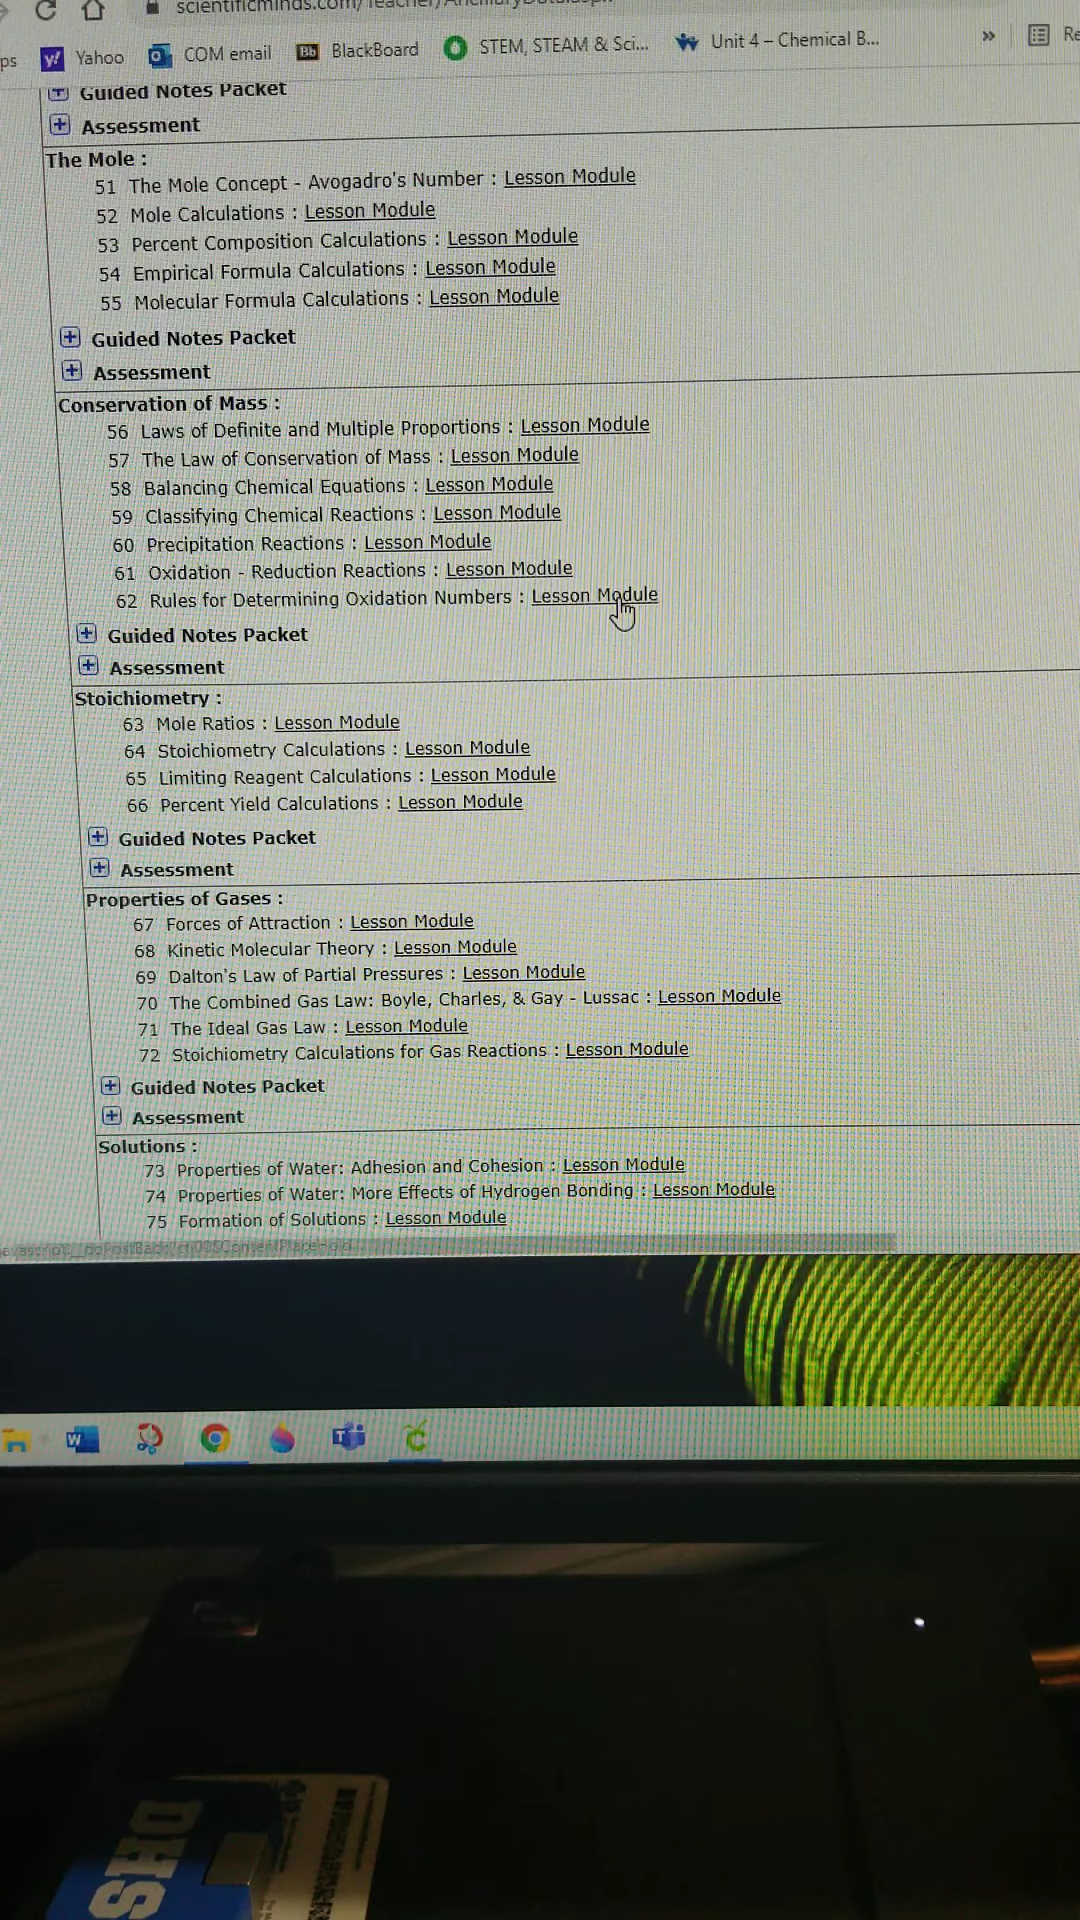 scientificminds.com/Teacher/AncillaryData.asp
ps Yahoo COM email BlackBoard STEM, STEAM & Sci... Unit 4 – Chemical B... » Re
Guided Notes Packet
Assessment
The Mole :
51 The Mole Concept - Avogadro's Number : Lesson Module
52 Mole Calculations : Lesson Module
53 Percent Composition Calculations : Lesson Module
54 Empirical Formula Calculations : Lesson Module
55 Molecular Formula Calculations : Lesson Module
Guided Notes Packet
Assessment
Conservation of Mass :
56 Laws of Definite and Multiple Proportions : Lesson Module
57 The Law of Conservation of Mass : Lesson Module
58 Balancing Chemical Equations : Lesson Module
59 Classifying Chemical Reactions : Lesson Module
60 Precipitation Reactions : Lesson Module
61 Oxidation - Reduction Reactions : Lesson Module
62 Rules for Determining Oxidation Numbers : Lesson Module
Guided Notes Packet
Assessment
Stoichiometry :
63 Mole Ratios : Lesson Module
64 Stoichiometry Calculations : Lesson Module
65 Limiting Reagent Calculations : Lesson Module
66 Percent Yield Calculations : Lesson Module
Guided Notes Packet
Assessment
Properties of Gases :
67 Forces of Attraction : Lesson Module
68 Kinetic Molecular Theory : Lesson Module
69 Dalton's Law of Partial Pressures : Lesson Module
70 The Combined Gas Law: Boyle, Charles, & Gay - Lussac : Lesson Module
71 The Ideal Gas Law : Lesson Module
72 Stoichiometry Calculations for Gas Reactions : Lesson Module
Guided Notes Packet
Assessment
Solutions :
73 Properties of Water: Adhesion and Cohesion : Lesson Module
74 Properties of Water: More Effects of Hydrogen Bonding : Lesson Module
75 Formation of Solutions : Lesson Module
DHS